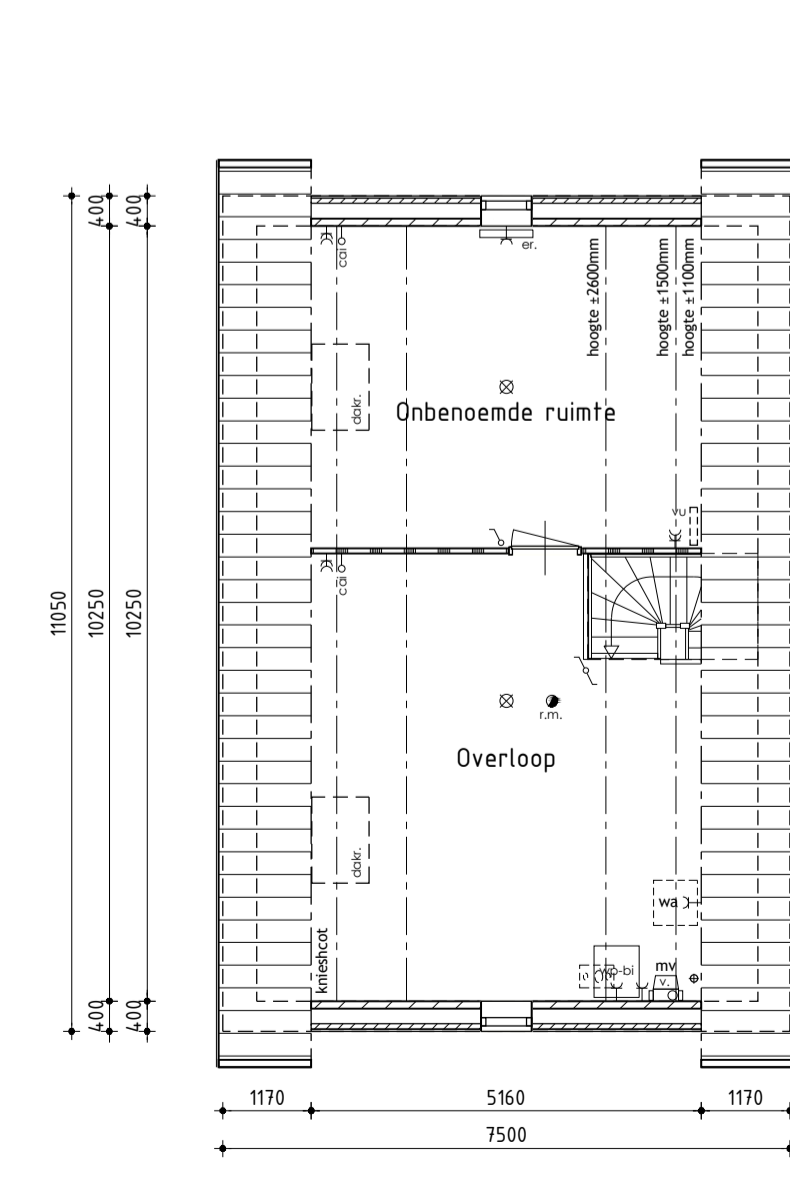 400
400
cai
er.
hoogte ±2600mm
hoogte ±1500mm
hoogte ±1100mm
dakr.
Onbenoemde ruimte
vu
cai
11050
10250
10250
r.m.
Overloop
dakr.
wa
knieshcot
wp-bi
mv
v.
400
400
1170
5160
1170
7500